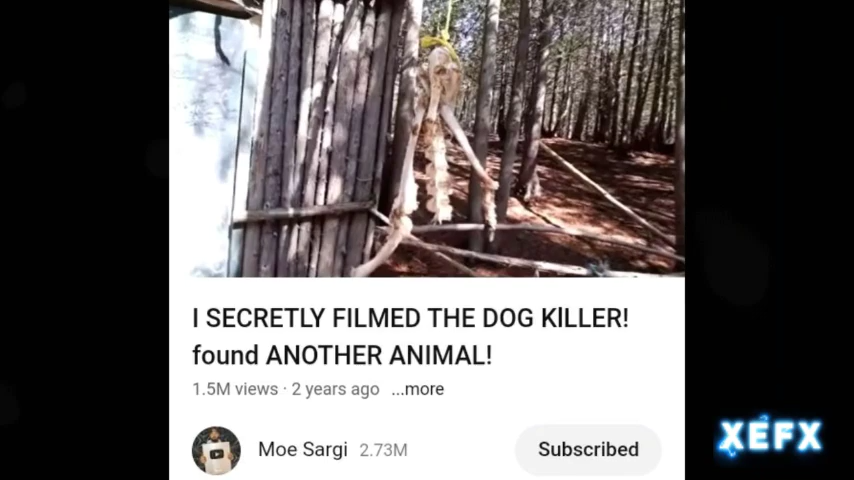 I SECRETLY FILMED THE DOG KlLLER!
found ANOTHER ANIMAL!
1.5M views · 2 years ago ...more
Moe Sargi 2.73M
Subscribed
XEFX